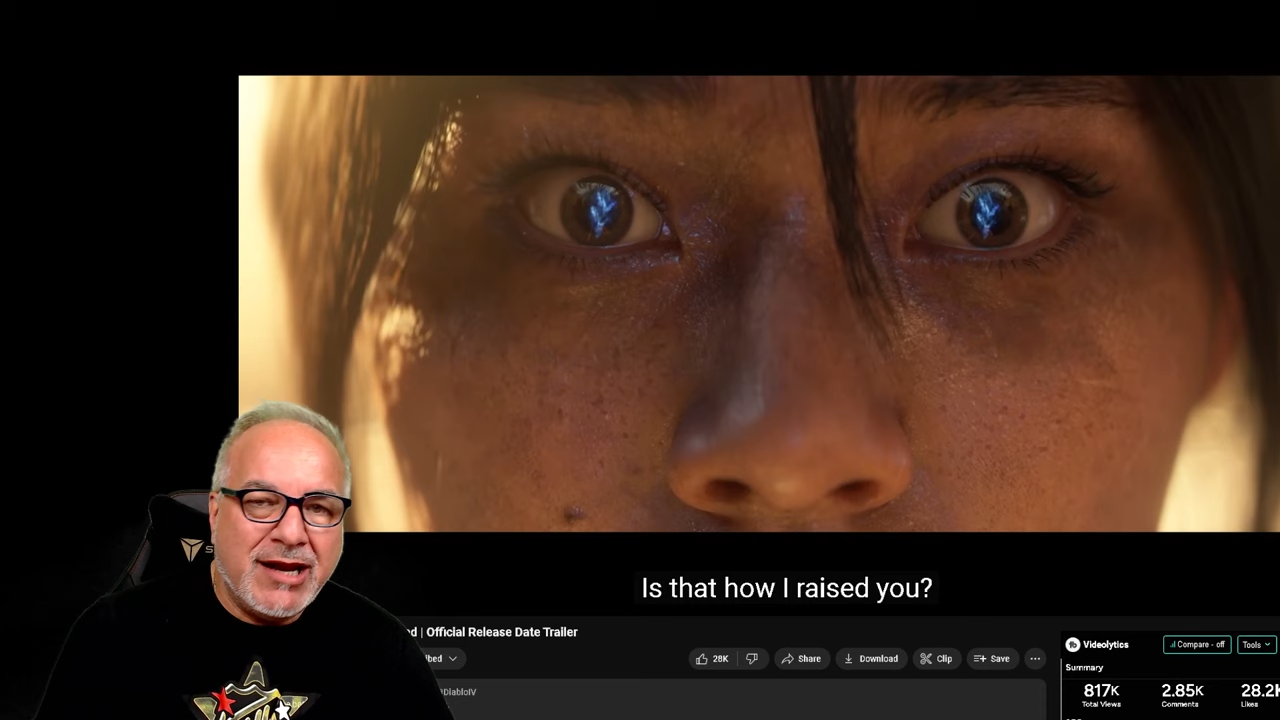 Is that how I raised you?
ed | Official Release Date Trailer
ibed
28K
Share
Download
Clip
Save
@DiabloIV
Videolytics
Compare - off
Tools
Summary
817K
2.85K
28.2K
Total Views
Comments
Likes